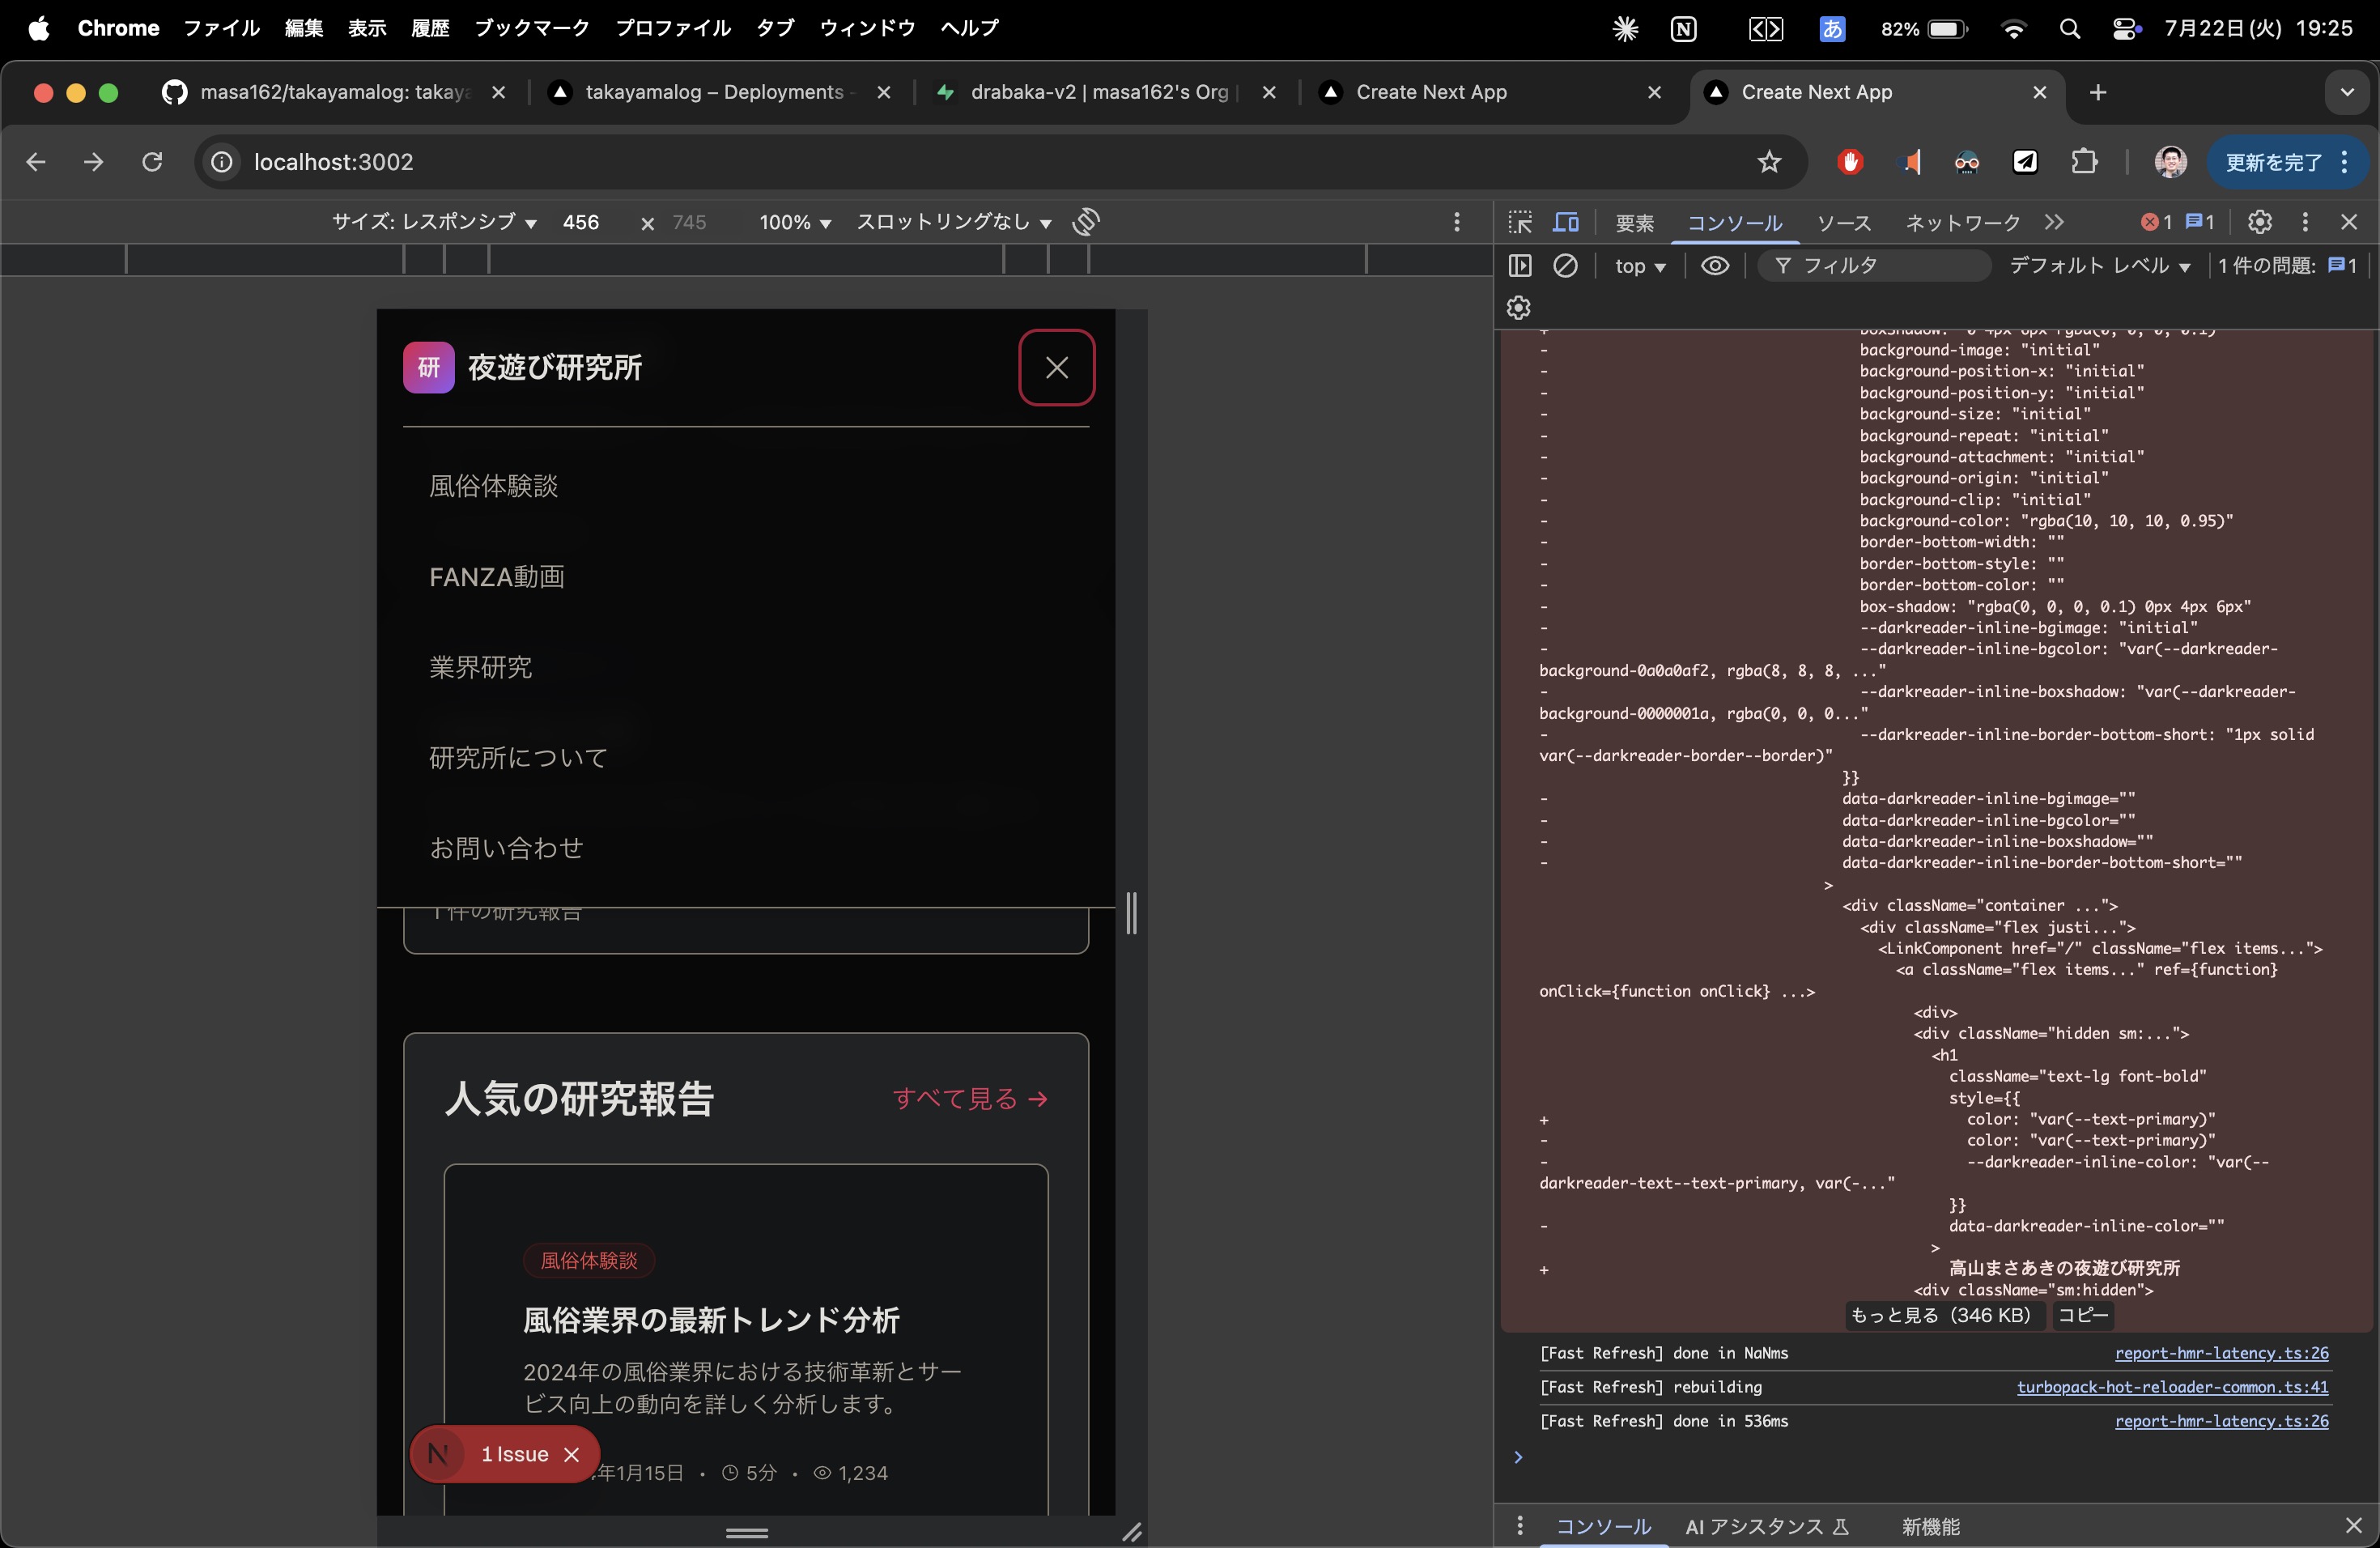 Chrome ファイル 編集 表示 履歴 ブックマーク プロファイル タブ ウィンドウ ヘルプ
あ 82% 7月22日(火) 19:25
masa162/takayamalog: takaya
takayamalog – Deployments -
drabaka-v2 | masa162's Org |
Create Next App
Create Next App
localhost:3002
更新を完了
サイズ: レスポンシブ 456 × 745 100% スロットリングなし
研 夜遊び研究所
風俗体験談
FANZA動画
業界研究
研究所について
お問い合わせ
1 件の研究報告
人気の研究報告 すべて見る →
風俗体験談
風俗業界の最新トレンド分析
2024年の風俗業界における技術革新とサー
ビス向上の動向を詳しく分析します。
年1月15日 • 5分 • 1,234
N 1 Issue ×
要素 コンソール ソース ネットワーク 1 1
top フィルタ デフォルト レベル 1 件の問題: 1
+ boxShadow: "0 4px 6px rgba(0, 0, 0, 0.1)"
- background-image: "initial"
- background-position-x: "initial"
- background-position-y: "initial"
- background-size: "initial"
- background-repeat: "initial"
- background-attachment: "initial"
- background-origin: "initial"
- background-clip: "initial"
- background-color: "rgba(10, 10, 10, 0.95)"
- border-bottom-width: ""
- border-bottom-style: ""
- border-bottom-color: ""
- box-shadow: "rgba(0, 0, 0, 0.1) 0px 4px 6px"
- --darkreader-inline-bgimage: "initial"
- --darkreader-inline-bgcolor: "var(--darkreader-
background-0a0a0af2, rgba(8, 8, 8, ..."
- --darkreader-inline-boxshadow: "var(--darkreader-
background-0000001a, rgba(0, 0, 0..."
- --darkreader-inline-border-bottom-short: "1px solid
var(--darkreader-border--border)"
}}
- data-darkreader-inline-bgimage=""
- data-darkreader-inline-bgcolor=""
- data-darkreader-inline-boxshadow=""
- data-darkreader-inline-border-bottom-short=""
>
<div className="container ...">
<div className="flex justi...">
<LinkComponent href="/" className="flex items...">
<a className="flex items..." ref={function}
onClick={function onClick} ...>
<div>
<div className="hidden sm:...">
<h1
className="text-lg font-bold"
style={{
+ color: "var(--text-primary)"
- color: "var(--text-primary)"
- --darkreader-inline-color: "var(--
darkreader-text--text-primary, var(-..."
}}
- data-darkreader-inline-color=""
>
+ 高山まさあきの夜遊び研究所
<div className="sm:hidden">
もっと見る (346 KB) コピー
[Fast Refresh] done in NaNms report-hmr-latency.ts:26
[Fast Refresh] rebuilding turbopack-hot-reloader-common.ts:41
[Fast Refresh] done in 536ms report-hmr-latency.ts:26
コンソール AI アシスタンス 新機能